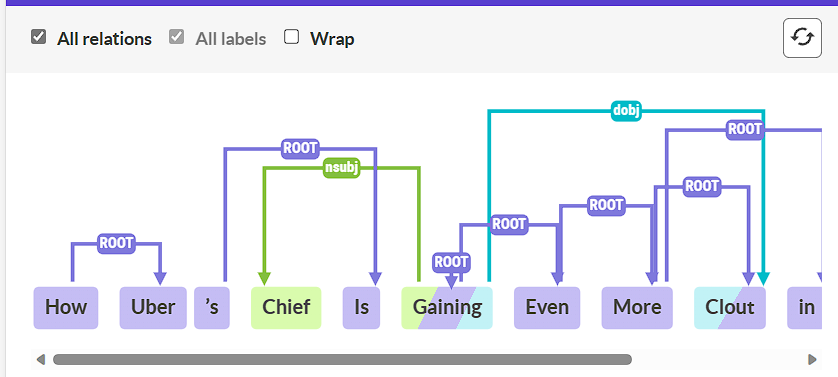 All relations All labels Wrap
dobj
ROOT
ROOT
nsubj
ROOT
ROOT
ROOT
ROOT
ROOT
How Uber 's Chief Is Gaining Even More Clout in